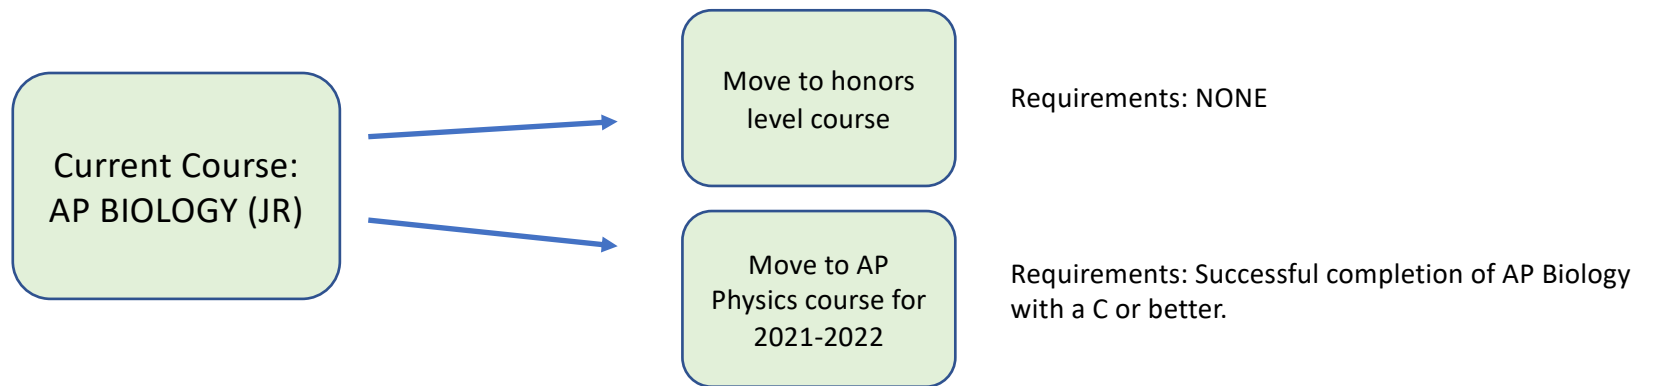 Current Course:
AP BIOLOGY (JR)
Move to honors
level course
Requirements: NONE
Move to AP
Physics course for
2021-2022
Requirements: Successful completion of AP Biology
with a C or better.